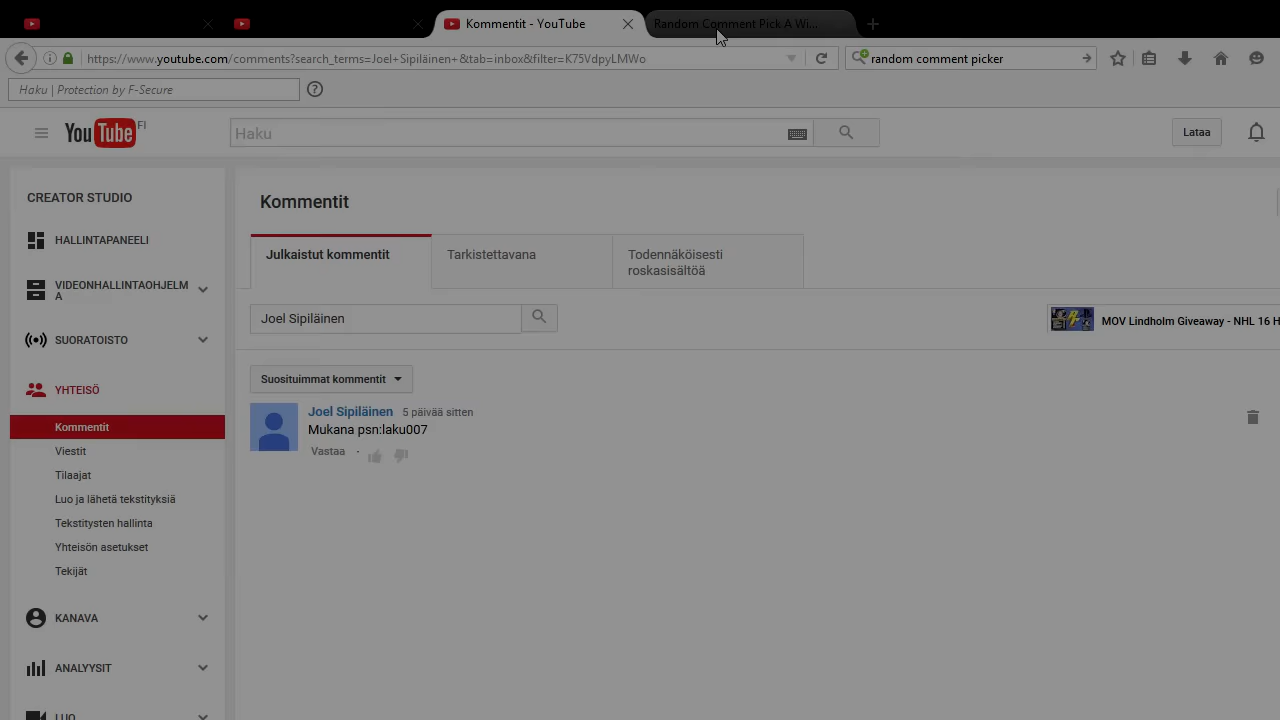 Kommentit - YouTube
Random Comment Pick A Wi...
https://www.youtube.com/comments?search_terms=Joel+Sipiläinen+&tab=inbox&filter=K75VdpyLMWo
random comment picker
Haku | Protection by F-Secure
YouTube FI
Haku
Lataa
CREATOR STUDIO
HALLINTAPANEELI
VIDEONHALLINTAOHJELM
A
SUORATOISTO
YHTEISÖ
Kommentit
Viestit
Tilaajat
Luo ja lähetä tekstityksiä
Tekstitysten hallinta
Yhteisön asetukset
Tekijät
KANAVA
ANALYYSIT
LUO
Kommentit
Julkaistut kommentit
Tarkistettavana
Todennäköisesti
roskasisältöä
Joel Sipiläinen
MOV Lindholm Giveaway - NHL 16 H
Suosituimmat kommentit
Joel Sipiläinen 5 päivää sitten
Mukana psn:laku007
Vastaa ·